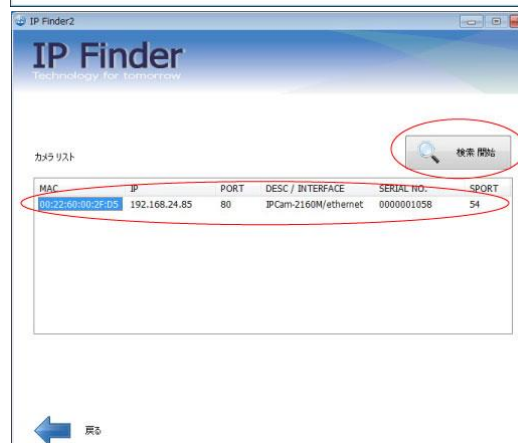 IP Finder2
IP Finder
Technology for tomorrow
検索 開始
カメラ リスト
MAC IP PORT DESC / INTERFACE SERIAL NO. SPORT
00:22:60:00:2F:D5 192.168.24.85 80 IPCam-2160M/ethernet 0000001058 54
戻る